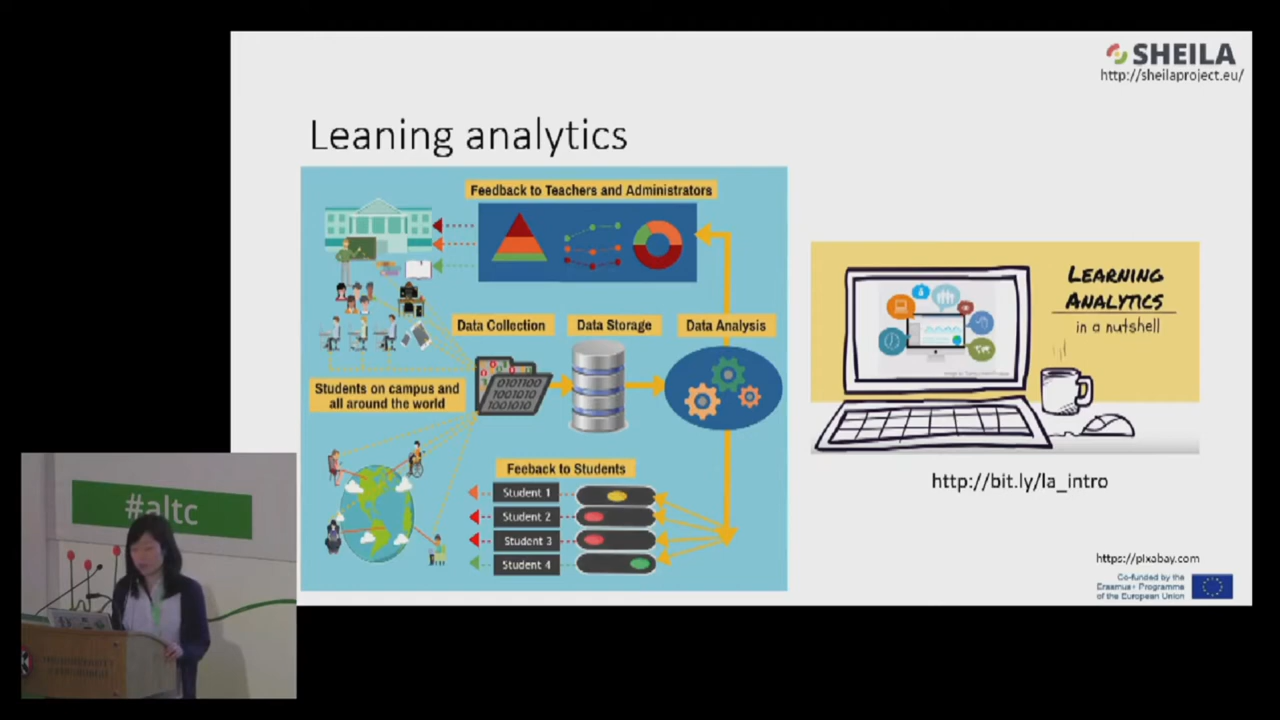 SHEILA
http://sheilaproject.eu/
Leaning analytics
Feedback to Teachers and Administrators
Data Collection
Data Storage
Data Analysis
Students on campus and
all around the world
0101100
1001010
1001010
Feeback to Students
Student 1
Student 2
Student 3
Student 4
LEARNING
ANALYTICS
in a nutshell
http://bit.ly/la_intro
https://pixabay.com
Co-funded by the
Erasmus+ Programme
of the European Union
#altc